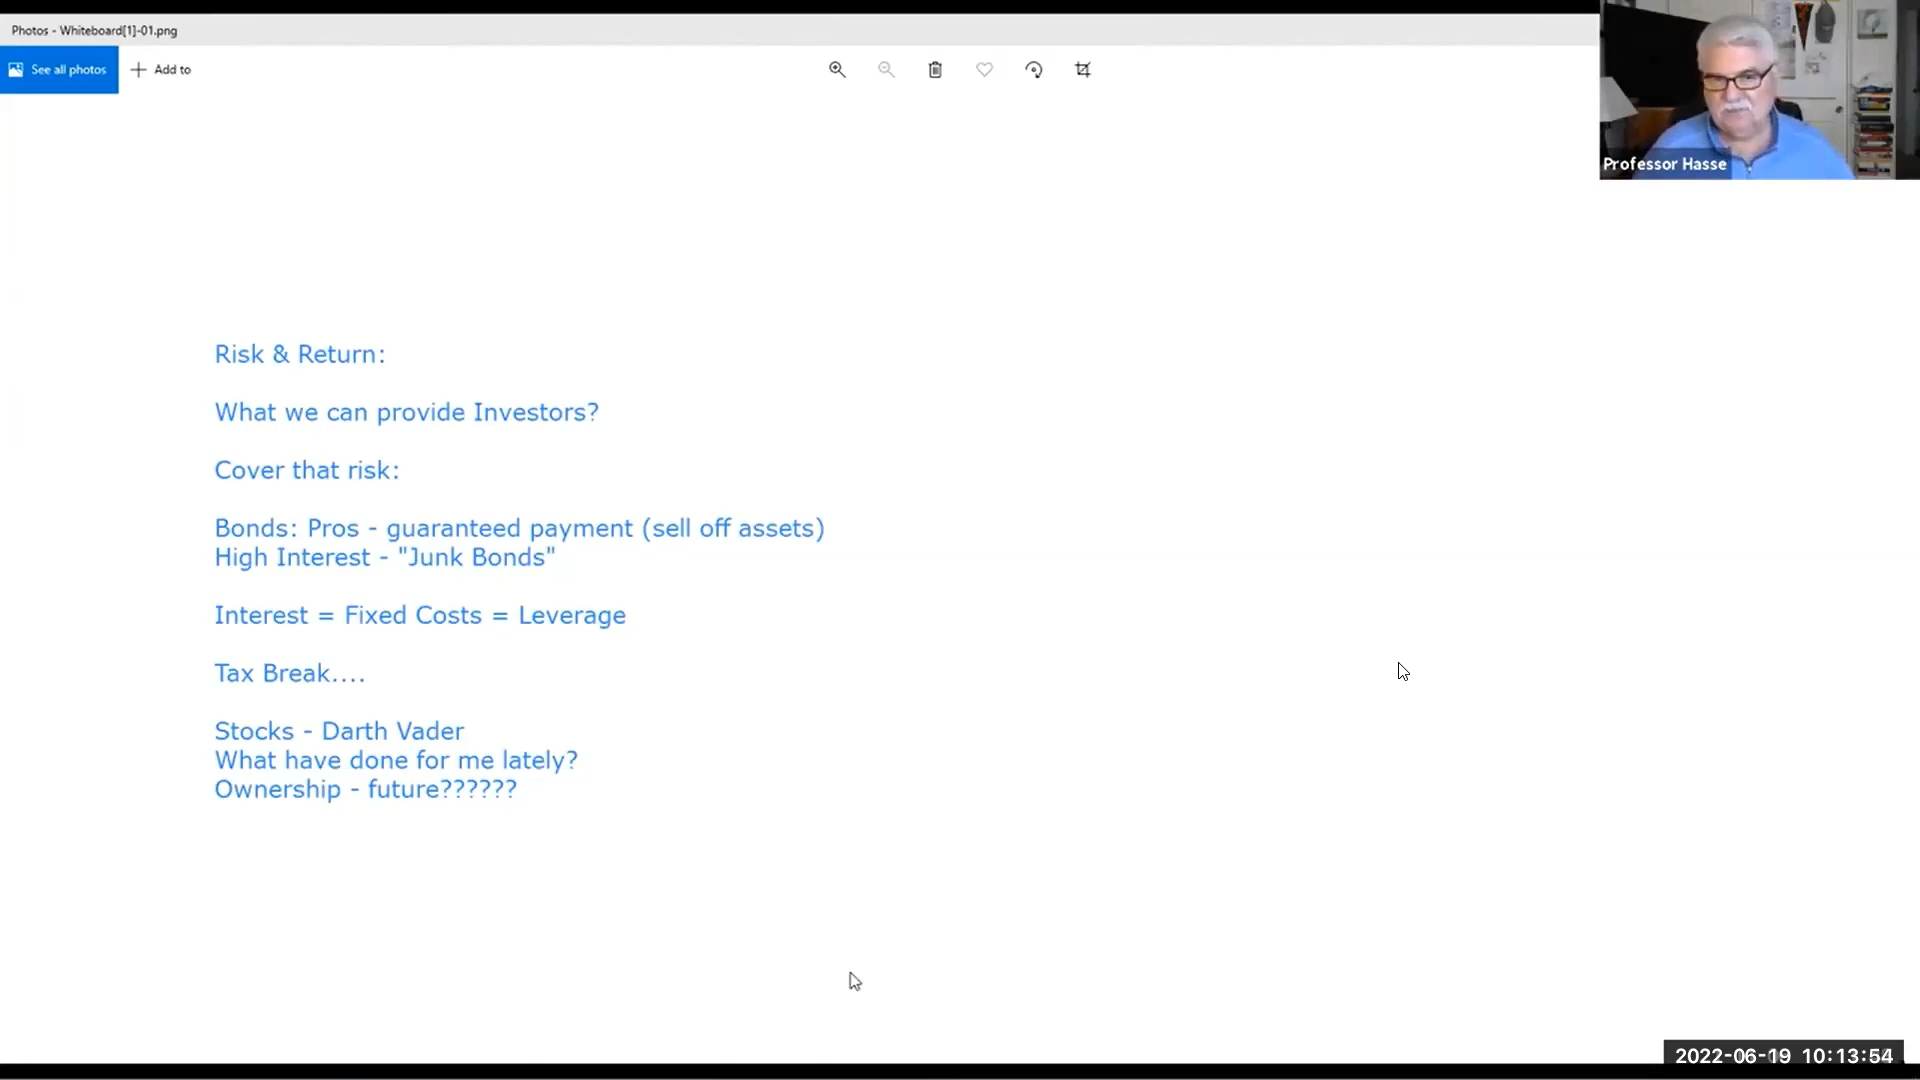 Photos - Whiteboard[1]-01.png
See all photos
Add to
Professor Hasse
Risk & Return:
What we can provide Investors?
Cover that risk:
Bonds: Pros - guaranteed payment (sell off assets)
High Interest - "Junk Bonds"
Interest = Fixed Costs = Leverage
Tax Break....
Stocks - Darth Vader
What have done for me lately?
Ownership - future??????
2022-06-19 10:13:54